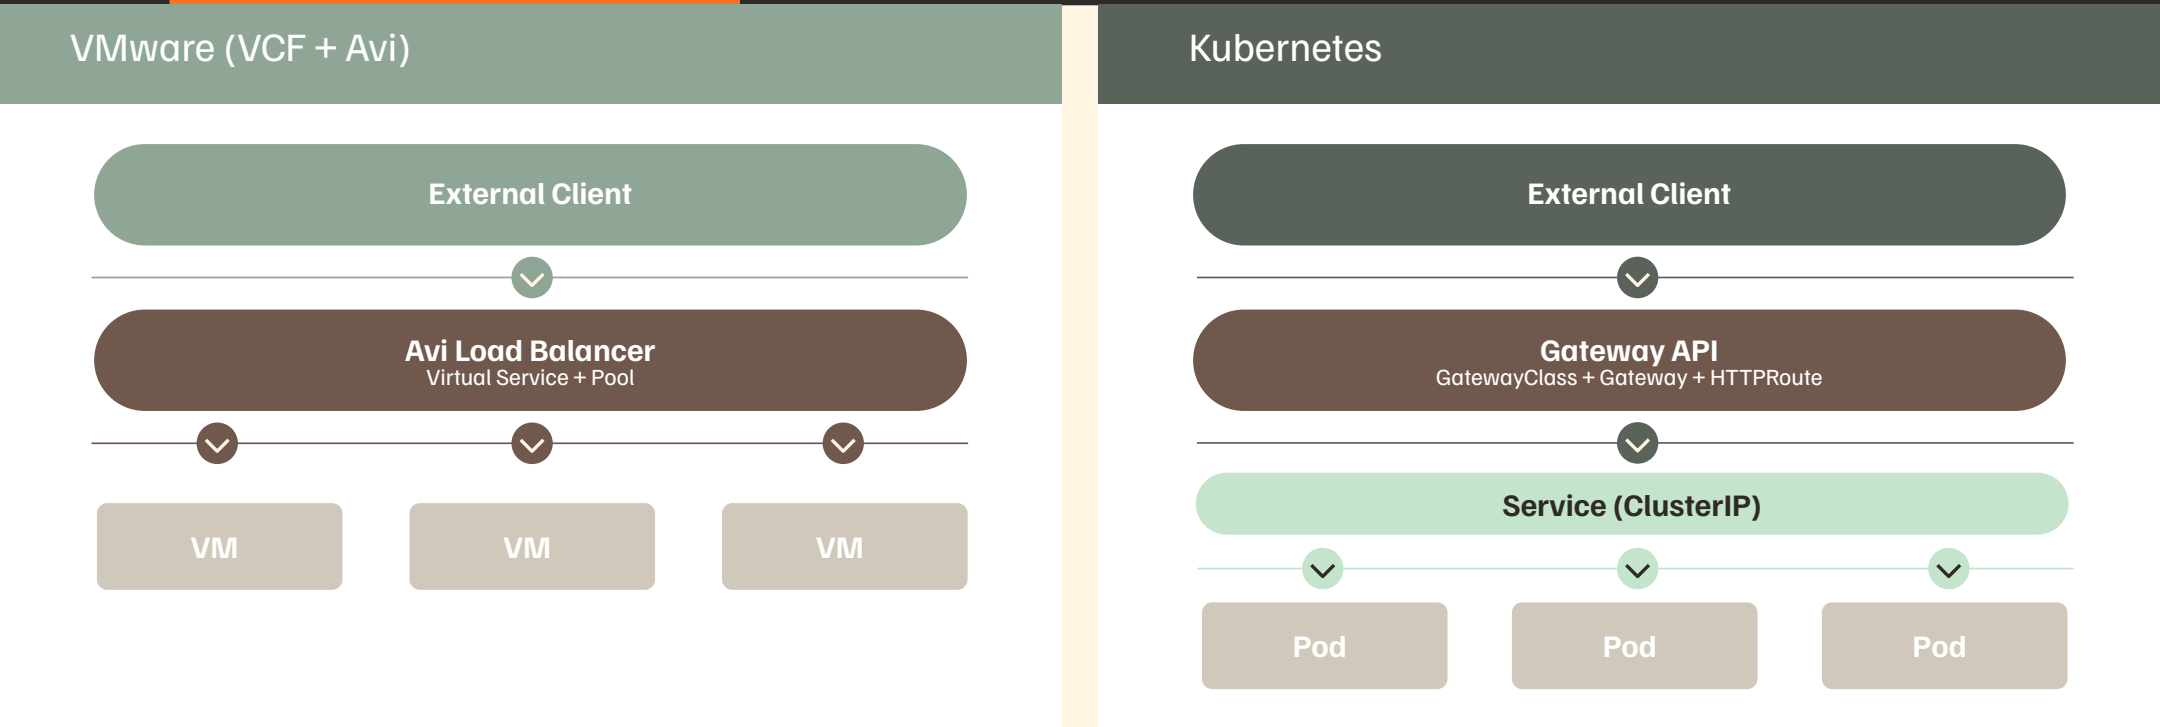 VMware (VCF + Avi)
External Client
Avi Load Balancer
Virtual Service + Pool
VM
VM
VM
Kubernetes
External Client
Gateway API
GatewayClass + Gateway + HTTPRoute
Service (ClusterIP)
Pod
Pod
Pod